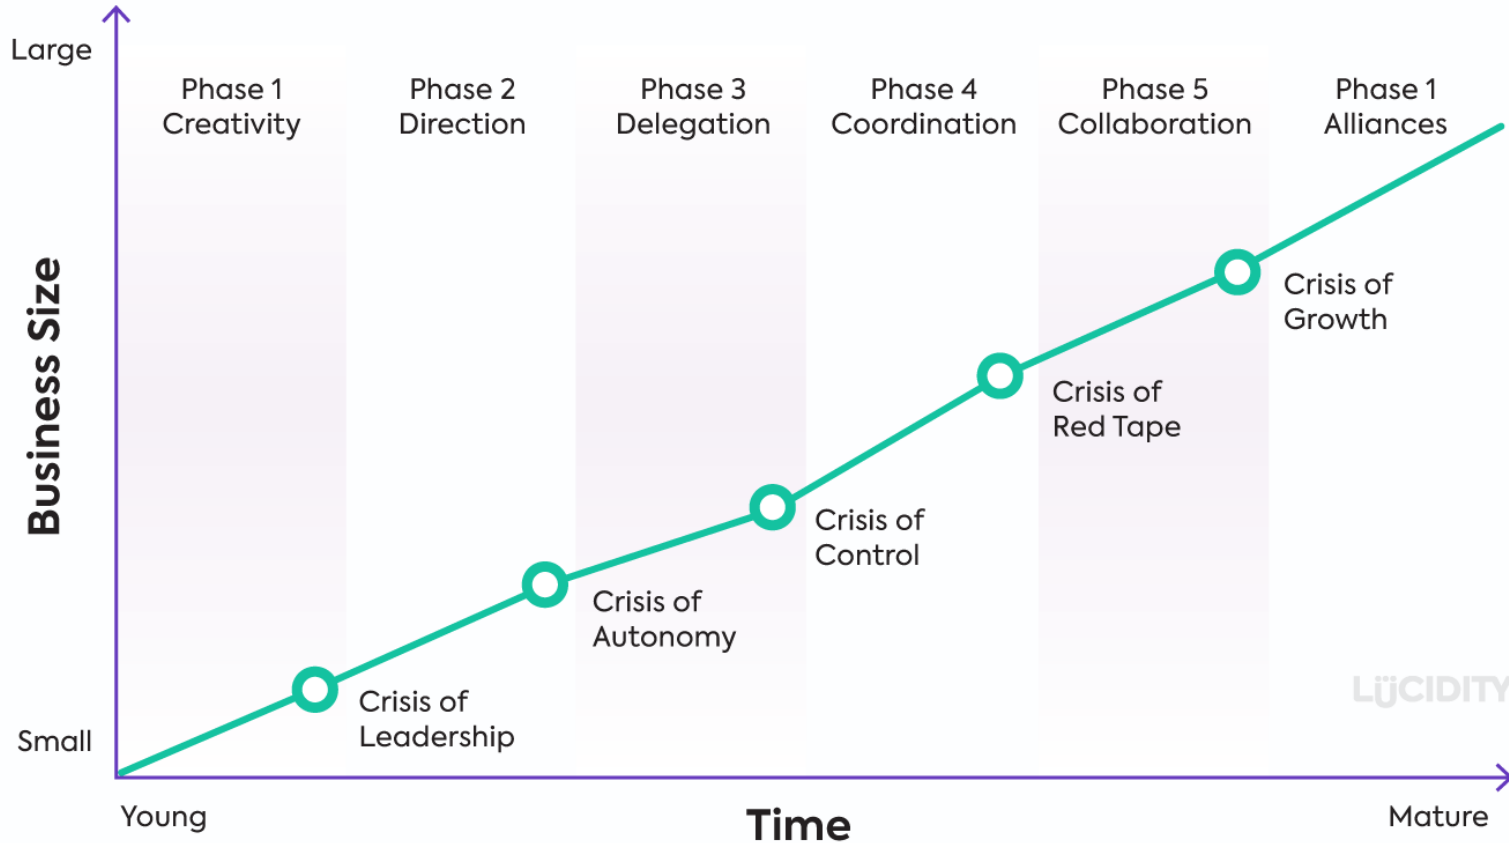 Large
Phase 1
Creativity
Phase 2
Direction
Phase 3
Delegation
Phase 4
Coordination
Phase 5
Collaboration
Phase 1
Alliances
Business Size
Crisis of
Growth
Crisis of
Red Tape
Crisis of
Control
Crisis of
Autonomy
Crisis of
Leadership
LÜCIDITY
Small
Young
Time
Mature